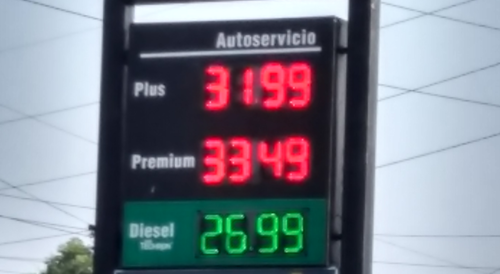 Autoservicio
Plus 31.99
Premium 33.49
Diesel 26.99